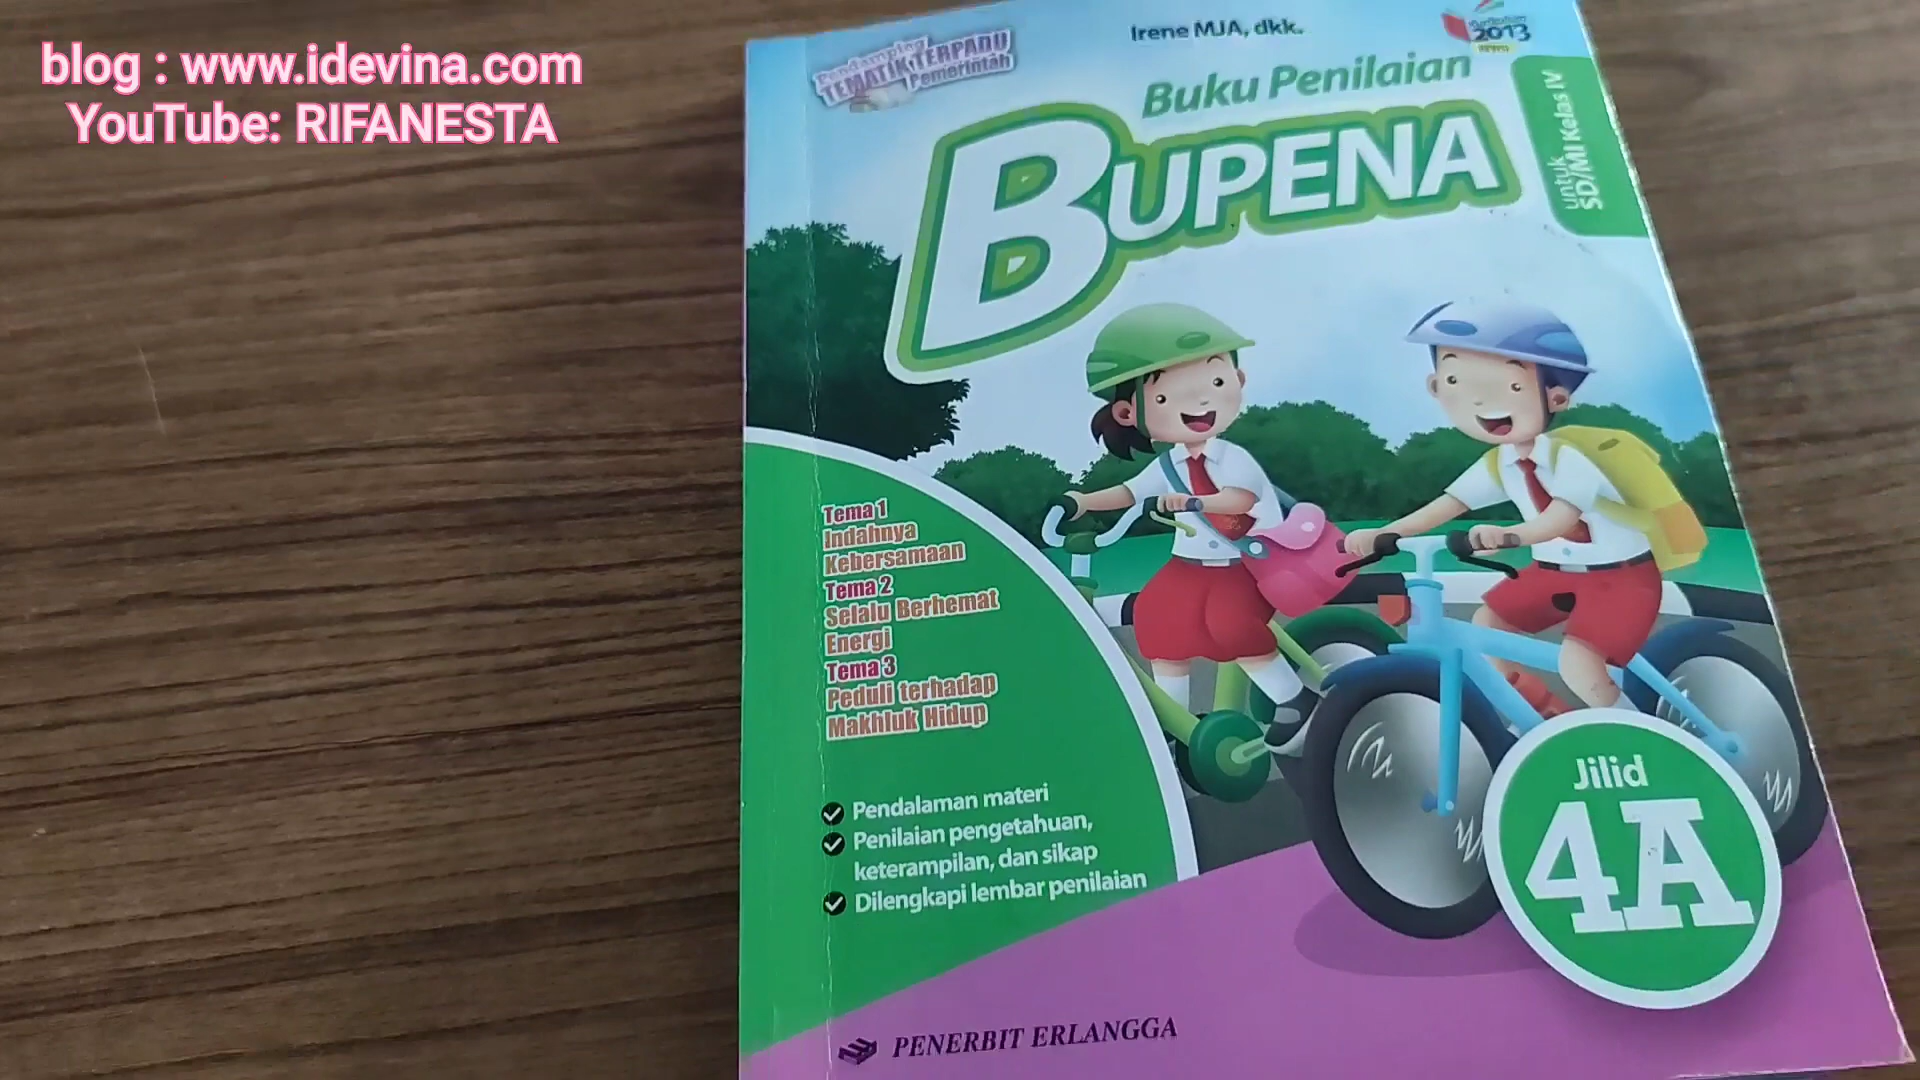 blog : www.idevina.com
YouTube: RIFANESTA
Irene MJA, dkk.
Kurikulum
2013
Pendamping
TEMATIK TERPADU
Pemerintah
Buku Penilaian
BUPENA
untuk
SD/MI Kelas IV
Tema 1
Indahnya
Kebersamaan
Tema 2
Selalu Berhemat
Energi
Tema 3
Peduli terhadap
Makhluk Hidup
Pendalaman materi
Penilaian pengetahuan,
keterampilan, dan sikap
Dilengkapi lembar penilaian
Jilid
4A
PENERBIT ERLANGGA